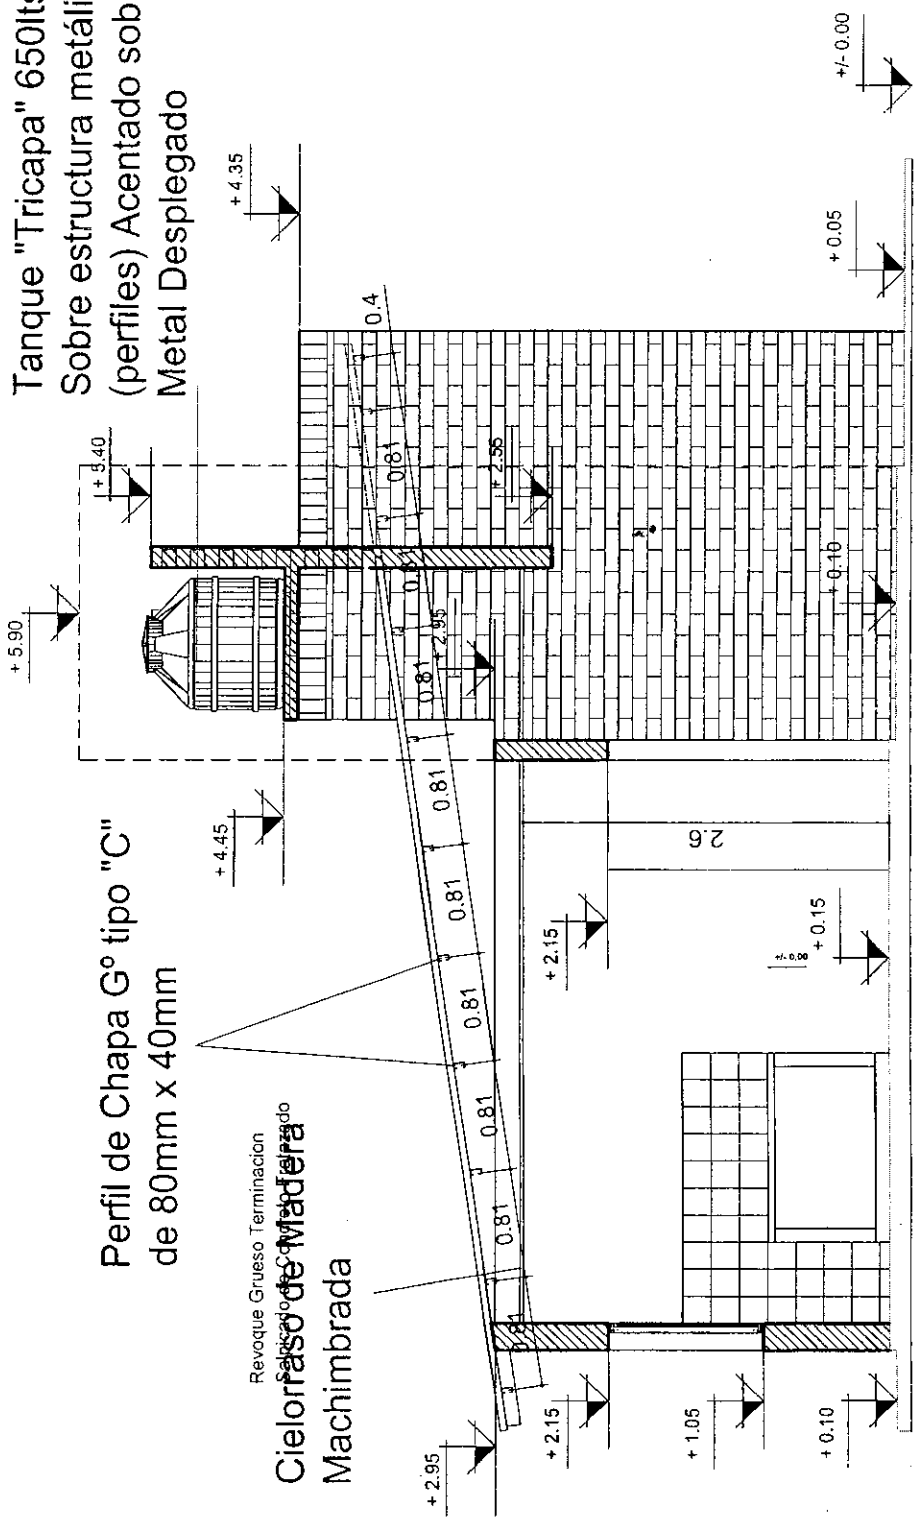 Tanque "Tricapa" 650lts
Sobre estructura metáli
(perfiles) Acentado sob
Metal Desplegado
Perfil de Chapa Gº tipo "C"
de 80mm x 40mm
Revoque Grueso Terminacion
Salpicado de Concreto Fratazado
Cielorraso de Madera
Machimbrada
+ 5.90
+ 5.40
+ 4.35
+ 4.45
+ 2.95
+ 2.95
+ 2.55
+ 2.15
+ 2.15
+ 1.05
+ 0.10
+ 0.10
+ 0.15
+/- 0.00
+ 0.05
+/- 0.00
0.81
0.81
0.81
0.81
0.81
0.81
0.81
0.81
0.81
0.4
2.6